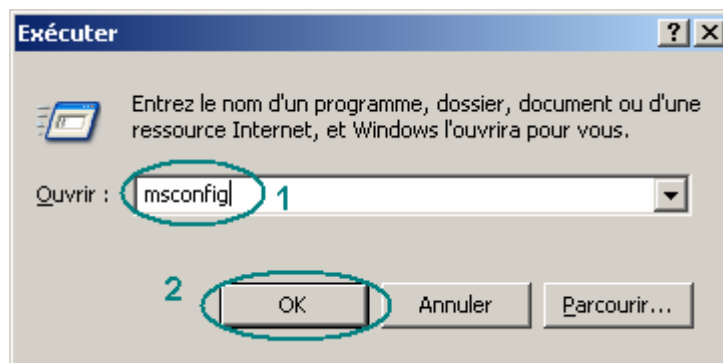 Exécuter
Entrez le nom d'un programme, dossier, document ou d'une
ressource Internet, et Windows l'ouvrira pour vous.
Ouvrir : msconfig 1
2 OK Annuler Parcourir...